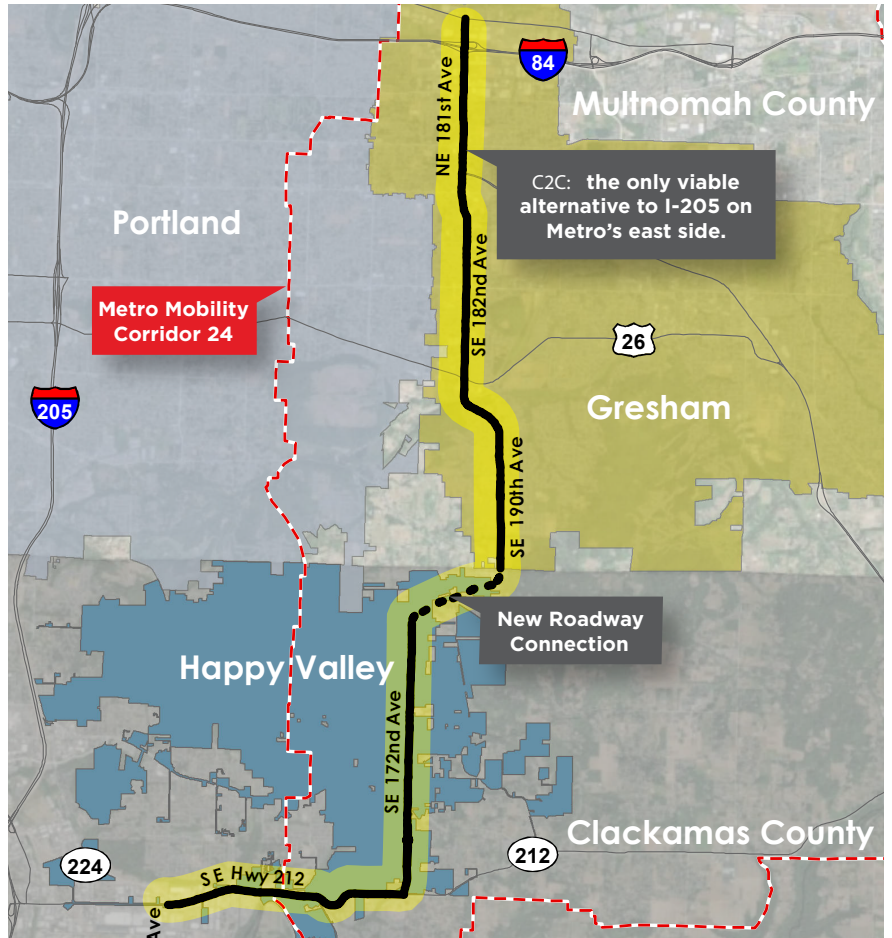 84
Multnomah County
NE 181st Ave
C2C: the only viable
alternative to I-205 on
Metro's east side.
Portland
SE 182nd Ave
Metro Mobility
Corridor 24
26
205
Gresham
SE 190th Ave
New Roadway
Connection
Happy Valley
SE 172nd Ave
Clackamas County
212
224
SE Hwy 212
Ave